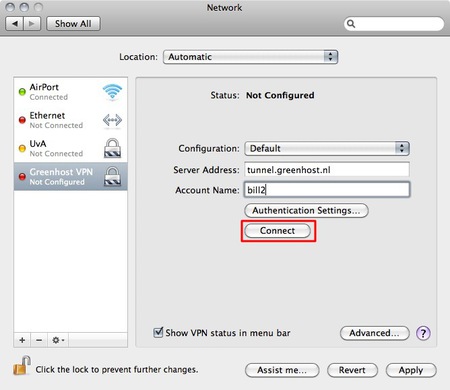 Network
Show All
Location: Automatic
AirPort
Connected
Ethernet
Not Connected
UvA
Not Connected
Greenhost VPN
Not Configured
Status: Not Configured
Configuration: Default
Server Address: tunnel.greenhost.nl
Account Name: bill2
Authentication Settings...
Connect
Show VPN status in menu bar
Advanced...
?
Click the lock to prevent further changes.
Assist me...
Revert
Apply